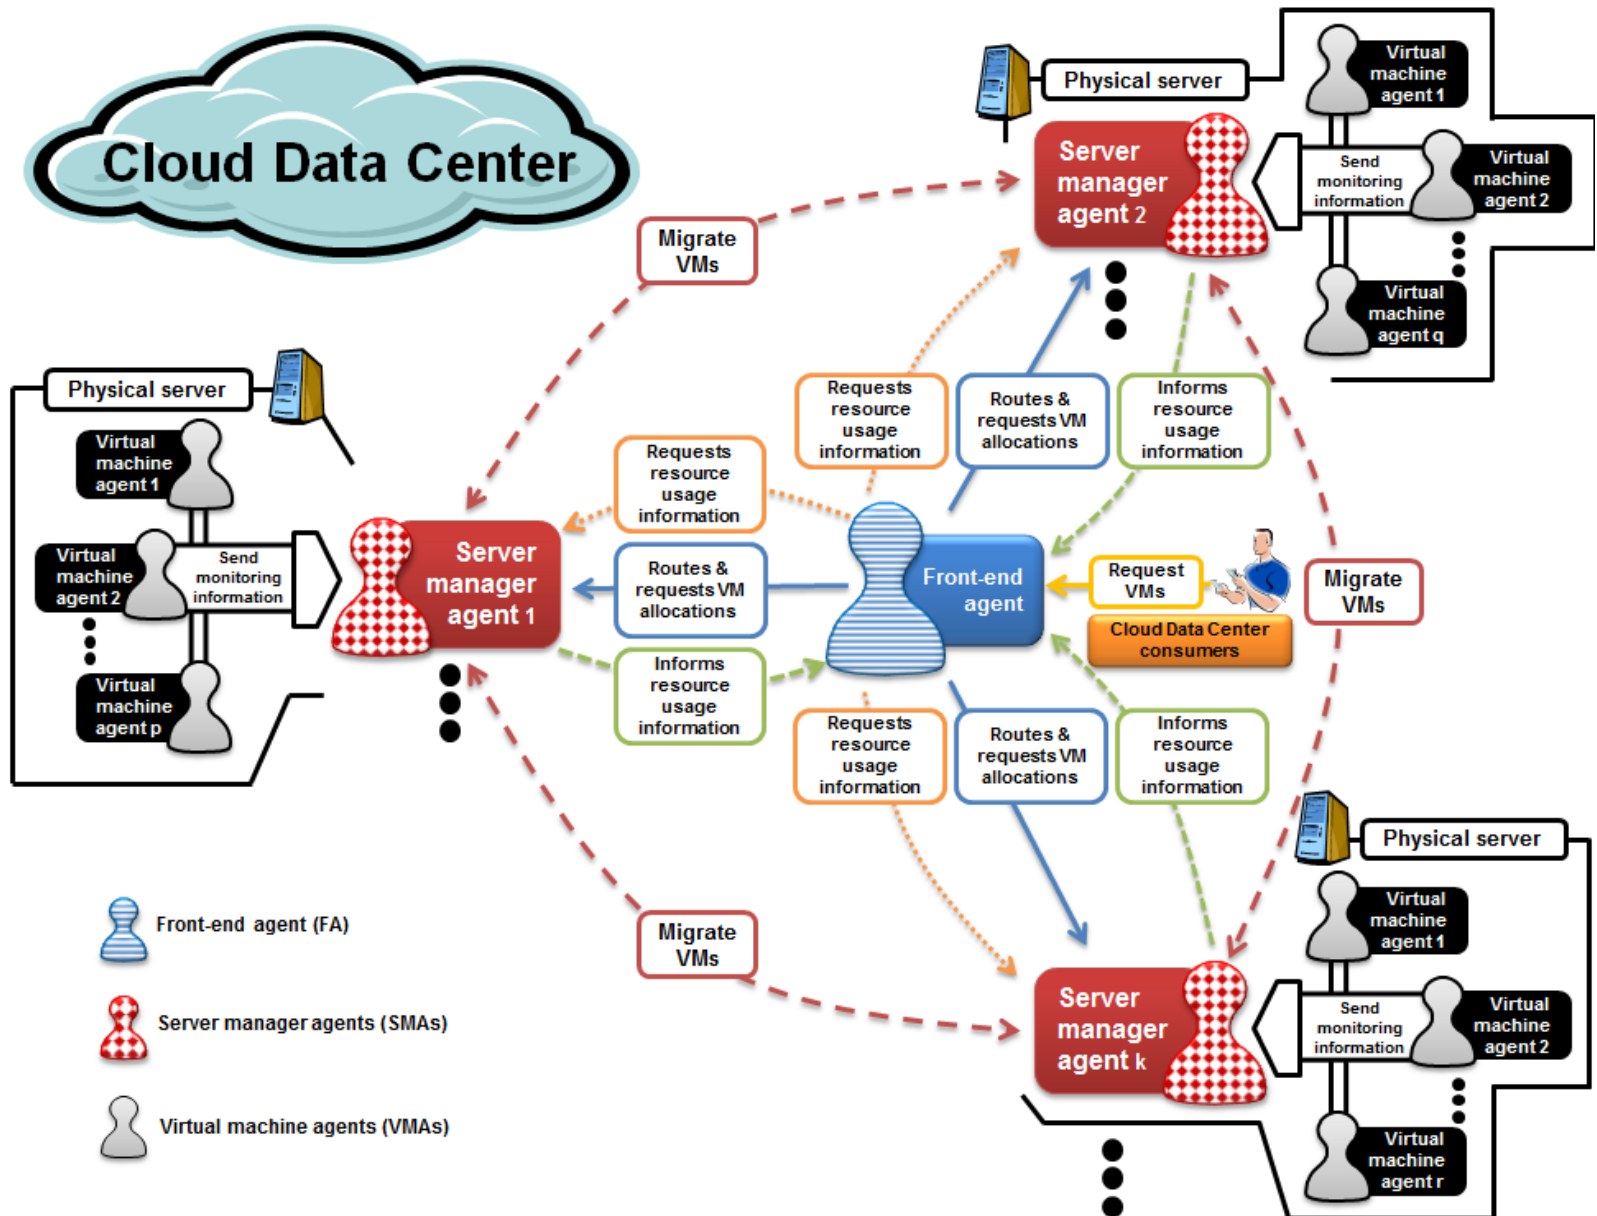 Cloud Data Center
Physical server
Virtual
machine
agent 1
Server
manager
agent 2
Send
monitoring
information
Virtual
machine
agent 2
Virtual
machine
agent q
Migrate
VMs
Physical server
Virtual
machine
agent 1
Virtual
machine
agent 2
Send
monitoring
information
Virtual
machine
agent p
Server
manager
agent 1
Requests
resource
usage
information
Routes &
requests VM
allocations
Informs
resource
usage
information
Requests
resource
usage
information
Routes &
requests VM
allocations
Informs
resource
usage
information
Front-end
agent
Request
VMs
Cloud Data Center
consumers
Migrate
VMs
Requests
resource
usage
information
Routes &
requests VM
allocations
Informs
resource
usage
information
Migrate
VMs
Physical server
Virtual
machine
agent 1
Server
manager
agent k
Send
monitoring
information
Virtual
machine
agent 2
Virtual
machine
agent r
Front-end agent (FA)
Server manager agents (SMAs)
Virtual machine agents (VMAs)